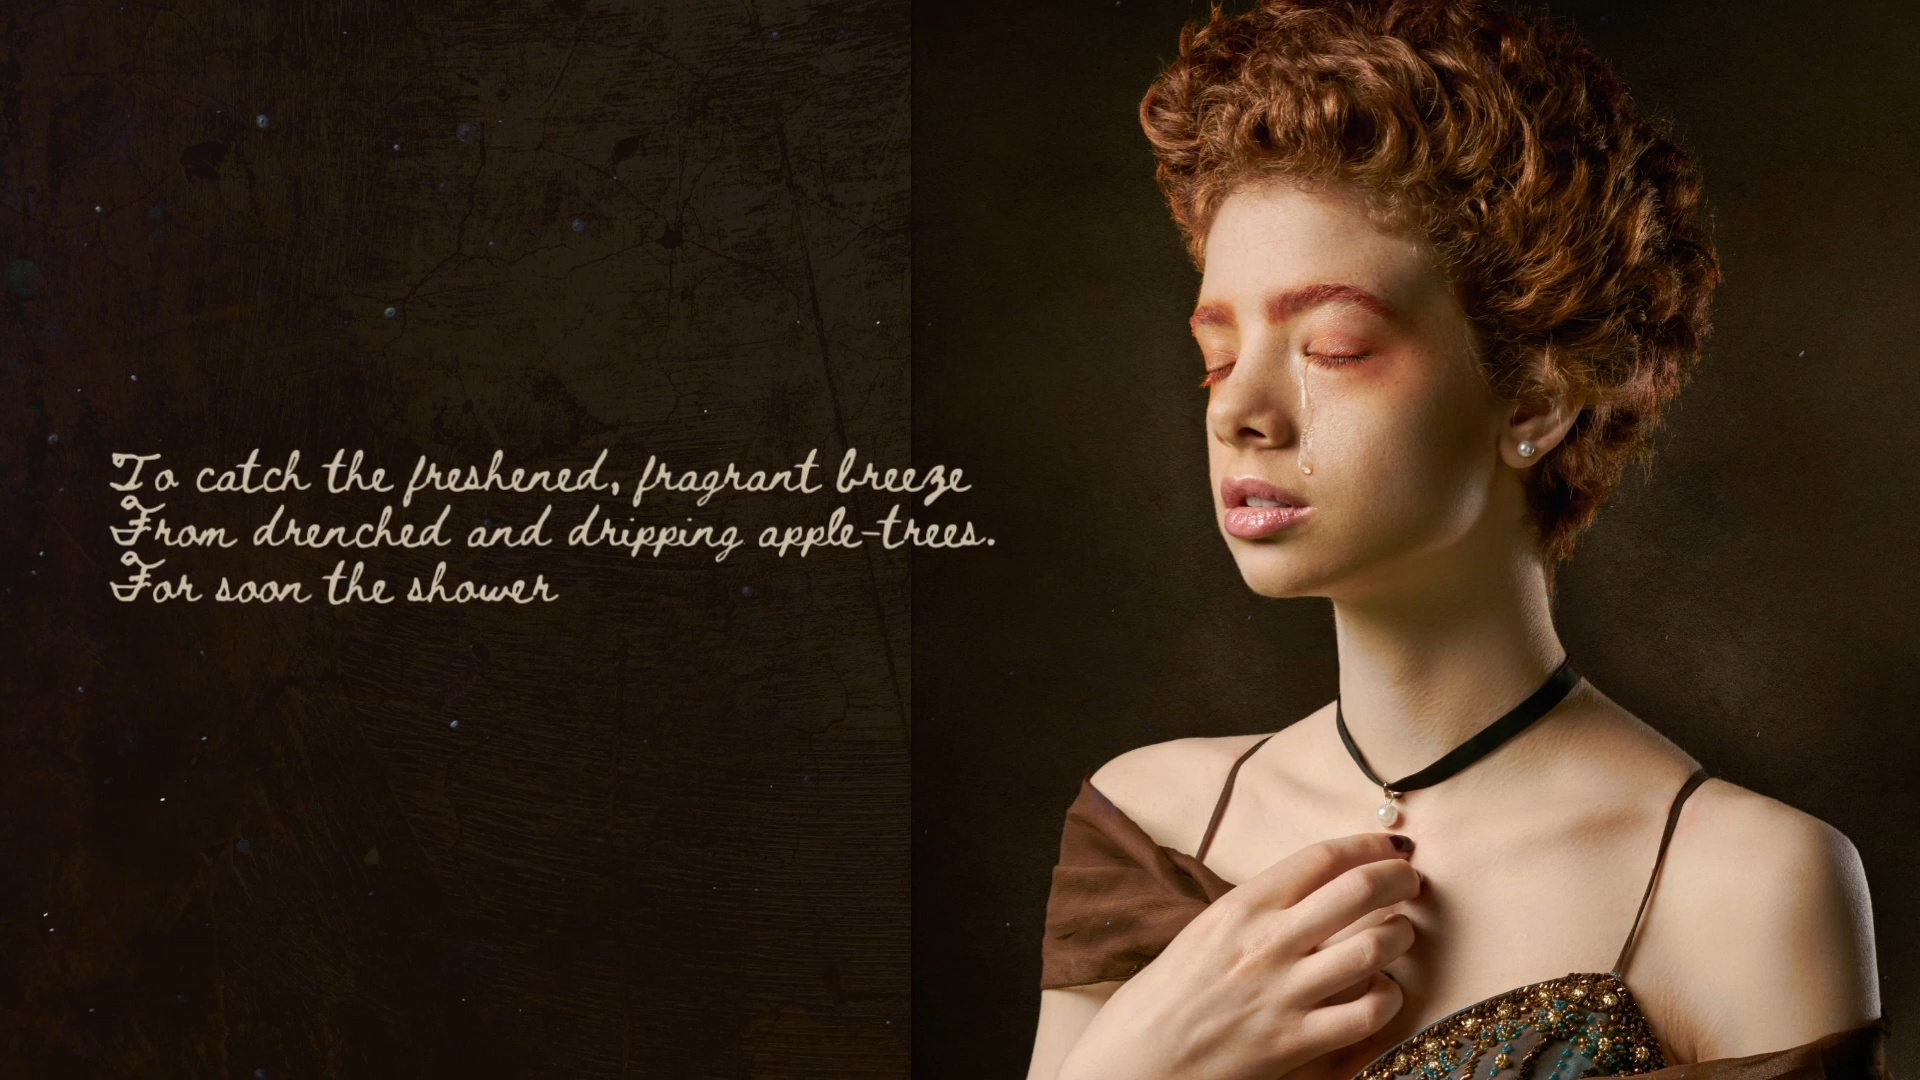 To catch the freshened, fragrant breeze
From drenched and dripping apple-trees.
For soon the shower